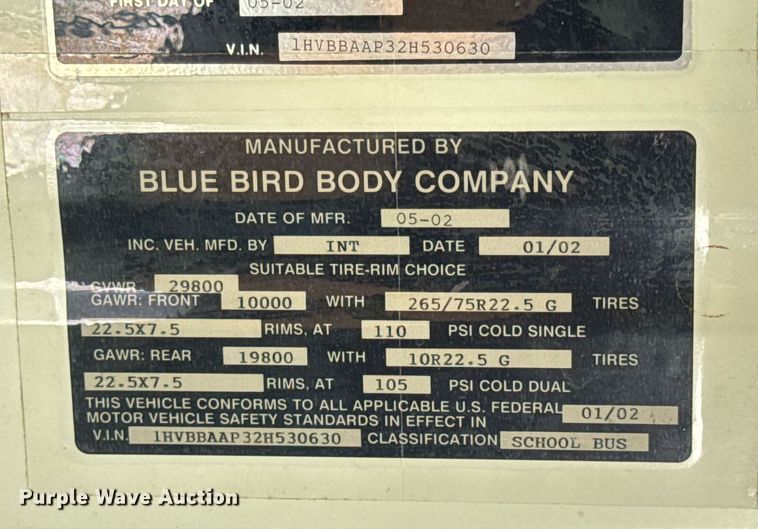 FIRST DAY OF 05-02
V.I.N. 1HVBBAAP32H530630
MANUFACTURED BY
BLUE BIRD BODY COMPANY
DATE OF MFR. 05-02
INC. VEH. MFD. BY INT DATE 01/02
SUITABLE TIRE-RIM CHOICE
GVWR 29800
GAWR: FRONT 10000 WITH 265/75R22.5 G TIRES
22.5X7.5 RIMS, AT 110 PSI COLD SINGLE
GAWR: REAR 19800 WITH 10R22.5 G TIRES
22.5X7.5 RIMS, AT 105 PSI COLD DUAL
THIS VEHICLE CONFORMS TO ALL APPLICABLE U.S. FEDERAL 01/02
MOTOR VEHICLE SAFETY STANDARDS IN EFFECT IN
V.I.N. 1HVBBAAP32H530630 CLASSIFICATION SCHOOL BUS
Purple Wave Auction